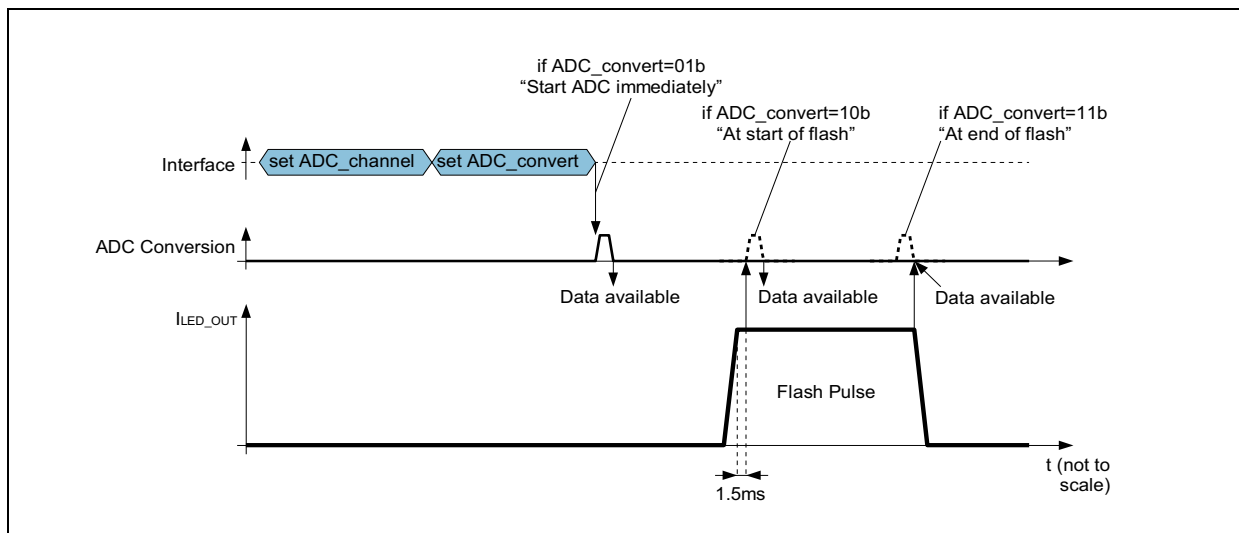 if ADC_convert=01b
“Start ADC immediately”
if ADC_convert=10b
“At start of flash”
if ADC_convert=11b
“At end of flash”
Interface
set ADC_channel
set ADC_convert
ADC Conversion
Data available
Data available
Data available
ILED_OUT
Flash Pulse
t (not to
scale)
1.5ms